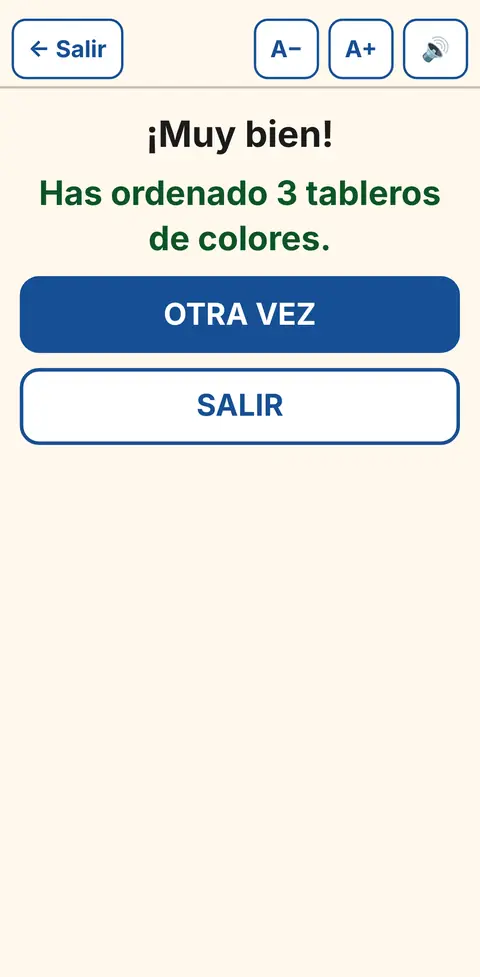 ← Salir
A−
A+
¡Muy bien!
Has ordenado 3 tableros
de colores.
OTRA VEZ
SALIR